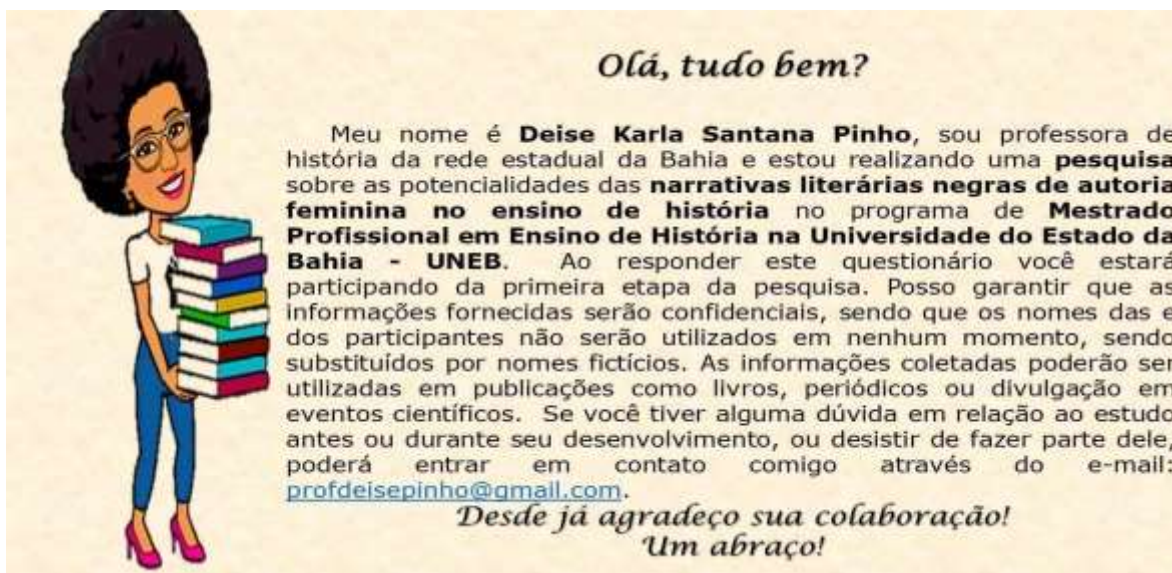 Olá, tudo bem?
Meu nome é Deise Karla Santana Pinho, sou professora de
história da rede estadual da Bahia e estou realizando uma pesquisa
sobre as potencialidades das narrativas literárias negras de autoria
feminina no ensino de história no programa de Mestrado
Profissional em Ensino de História na Universidade do Estado da
Bahia - UNEB. Ao responder este questionário você estará
participando da primeira etapa da pesquisa. Posso garantir que as
informações fornecidas serão confidenciais, sendo que os nomes das e
dos participantes não serão utilizados em nenhum momento, sendo
substituídos por nomes fictícios. As informações coletadas poderão ser
utilizadas em publicações como livros, periódicos ou divulgação em
eventos científicos. Se você tiver alguma dúvida em relação ao estudo
antes ou durante seu desenvolvimento, ou desistir de fazer parte dele,
poderá entrar em contato comigo através do e-mail:
profdeisepinho@gmail.com.
Desde já agradeço sua colaboração!
Um abraço!